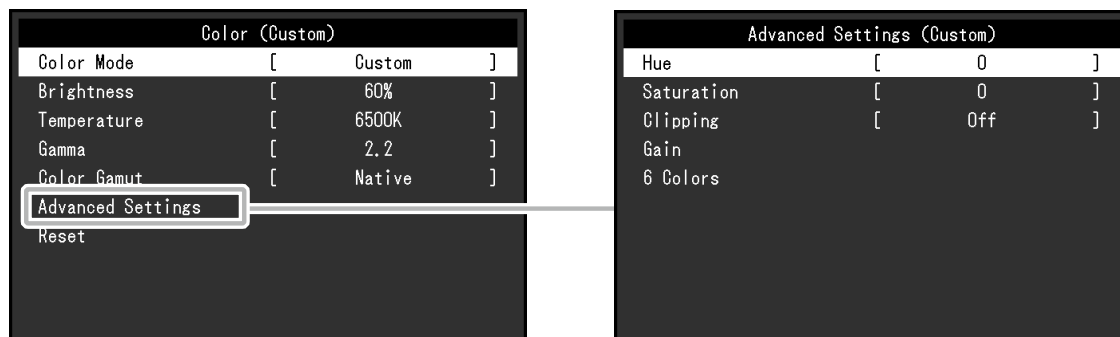 Color (Custom)
Color Mode [ Custom ]
Brightness [ 60% ]
Temperature [ 6500K ]
Gamma [ 2.2 ]
Color Gamut [ Native ]
Advanced Settings
Reset
Advanced Settings (Custom)
Hue [ 0 ]
Saturation [ 0 ]
Clipping [ Off ]
Gain
6 Colors